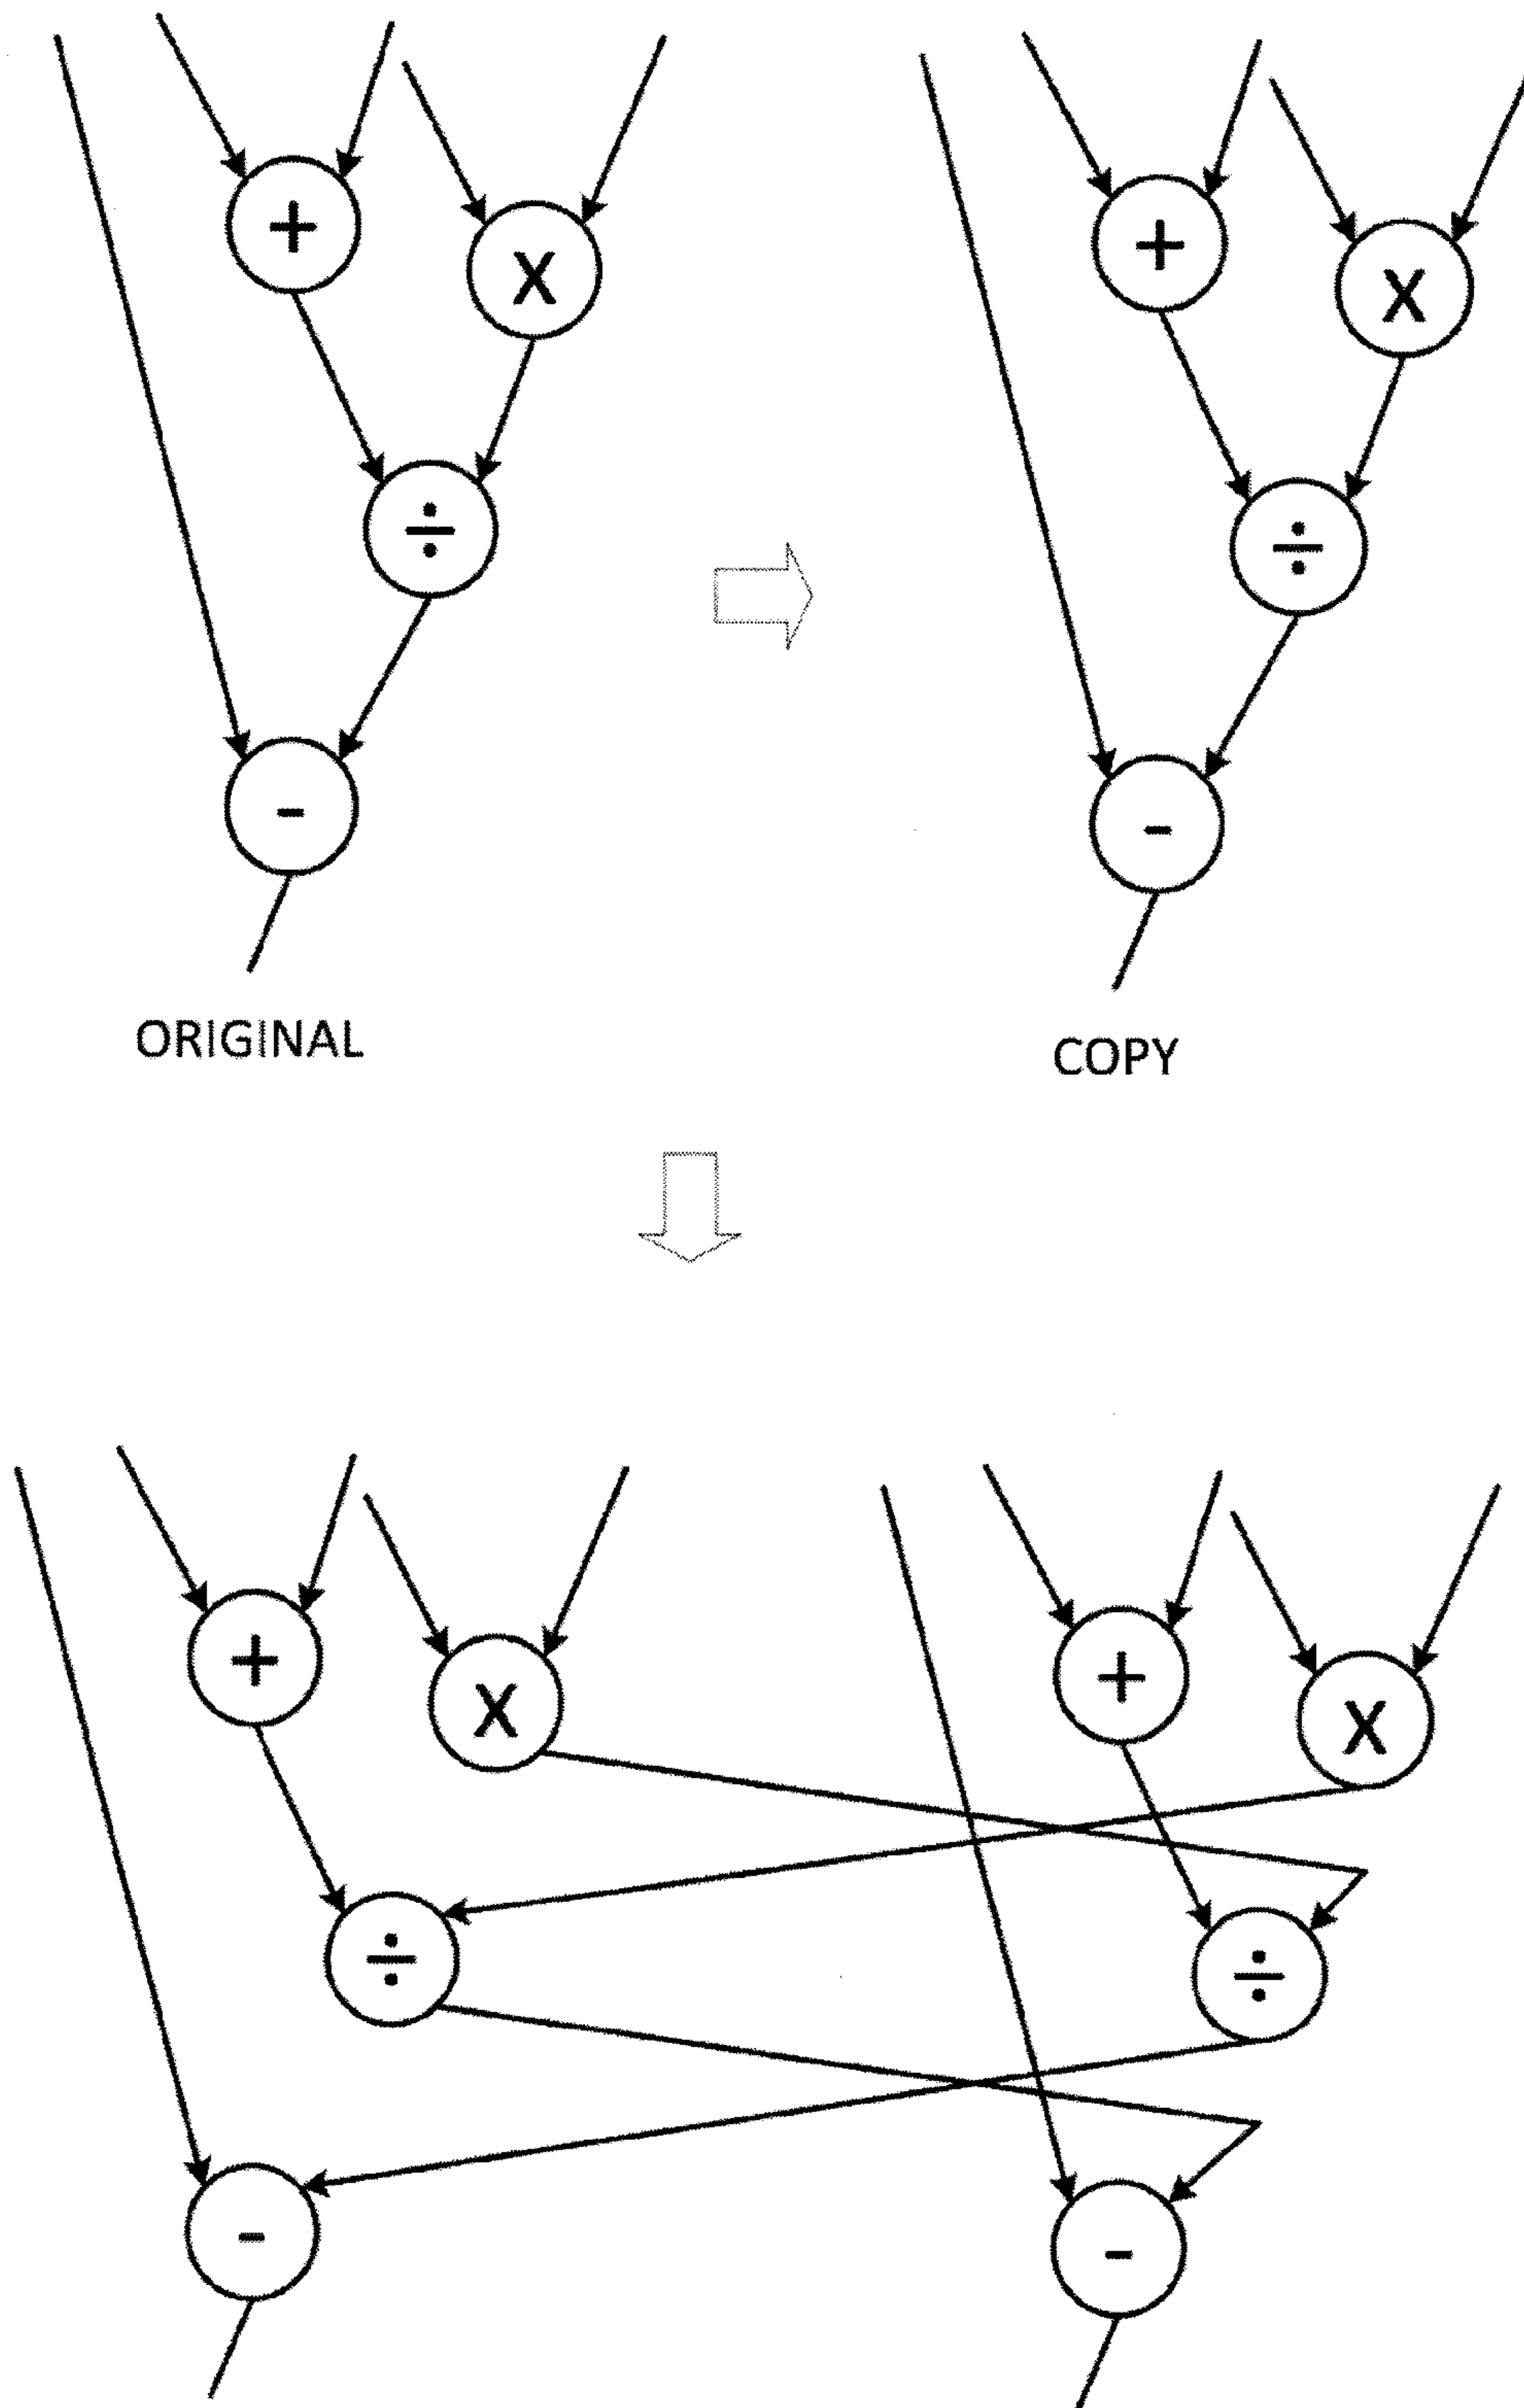 + +
X X
÷ ÷
- -
ORIGINAL
COPY
+ +
X X
÷ ÷
- -